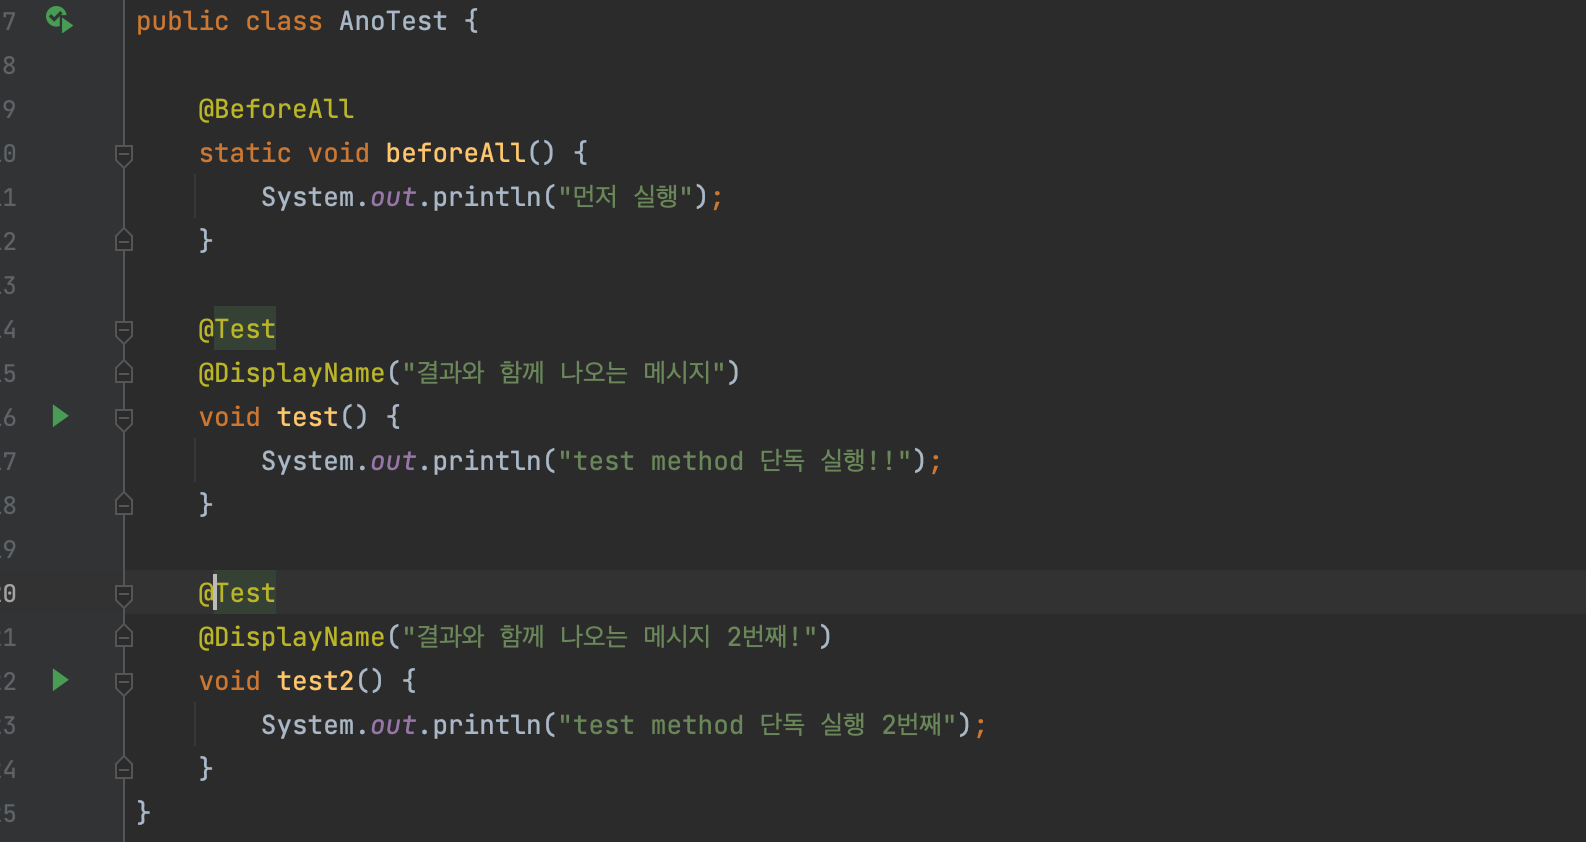 7 public class AnoTest {
8
9 @BeforeAll
0 static void beforeAll() {
1 System.out.println("먼저 실행");
2 }
3
4 @Test
5 @DisplayName("결과와 함께 나오는 메시지")
6 void test() {
7 System.out.println("test method 단독 실행!!");
8 }
9
0 @Test
1 @DisplayName("결과와 함께 나오는 메시지 2번째!")
2 void test2() {
3 System.out.println("test method 단독 실행 2번째");
4 }
5 }